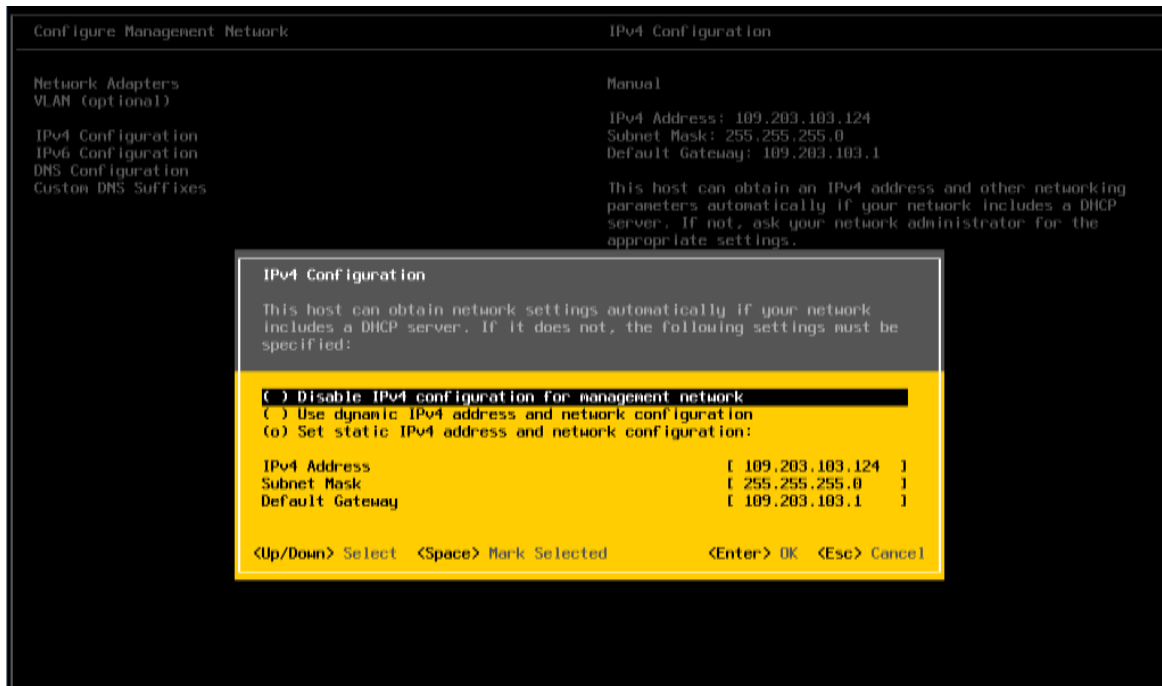 Configure Management Network
IPv4 Configuration
Network Adapters
VLAN (optional)
IPv4 Configuration
IPv6 Configuration
DNS Configuration
Custom DNS Suffixes
Manual
IPv4 Address: 109.203.103.124
Subnet Mask: 255.255.255.0
Default Gateway: 109.203.103.1
This host can obtain an IPv4 address and other networking
parameters automatically if your network includes a DHCP
server. If not, ask your network administrator for the
appropriate settings.
IPv4 Configuration
This host can obtain network settings automatically if your network
includes a DHCP server. If it does not, the following settings must be
specified:
( ) Disable IPv4 configuration for management network
( ) Use dynamic IPv4 address and network configuration
(o) Set static IPv4 address and network configuration:
IPv4 Address [ 109.203.103.124 ]
Subnet Mask [ 255.255.255.0 ]
Default Gateway [ 109.203.103.1 ]
<Up/Down> Select <Space> Mark Selected <Enter> OK <Esc> Cancel